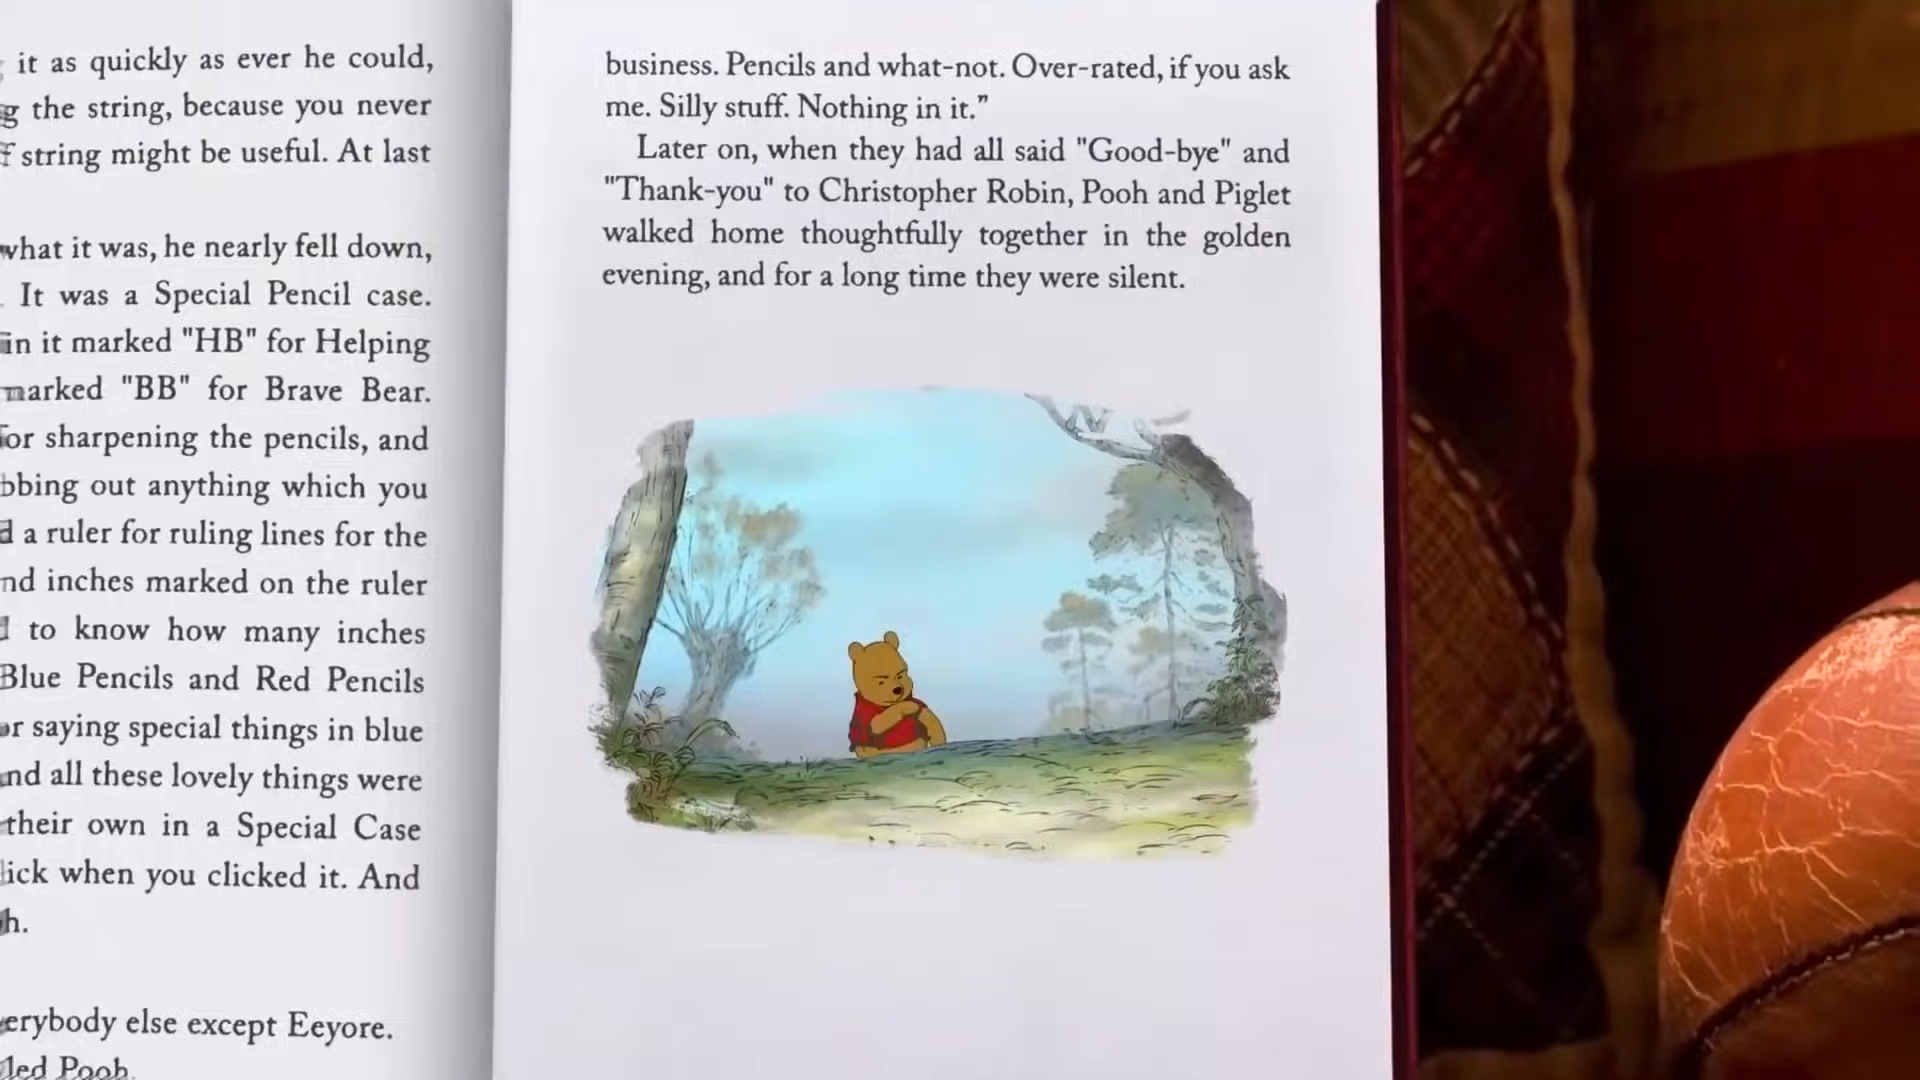 it as quickly as ever he could,
the string, because you never
string might be useful. At last
what it was, he nearly fell down,
It was a Special Pencil case.
in it marked "HB" for Helping
marked "BB" for Brave Bear.
for sharpening the pencils, and
out anything which you
a ruler for ruling lines for the
inches marked on the ruler
to know how many inches
Blue Pencils and Red Pencils
saying special things in blue
and all these lovely things were
their own in a Special Case
when you clicked it. And
else except Eeyore.
Pooh.
business. Pencils and what-not. Over-rated, if you ask
me. Silly stuff. Nothing in it.”
Later on, when they had all said "Good-bye" and
"Thank-you" to Christopher Robin, Pooh and Piglet
walked home thoughtfully together in the golden
evening, and for a long time they were silent.